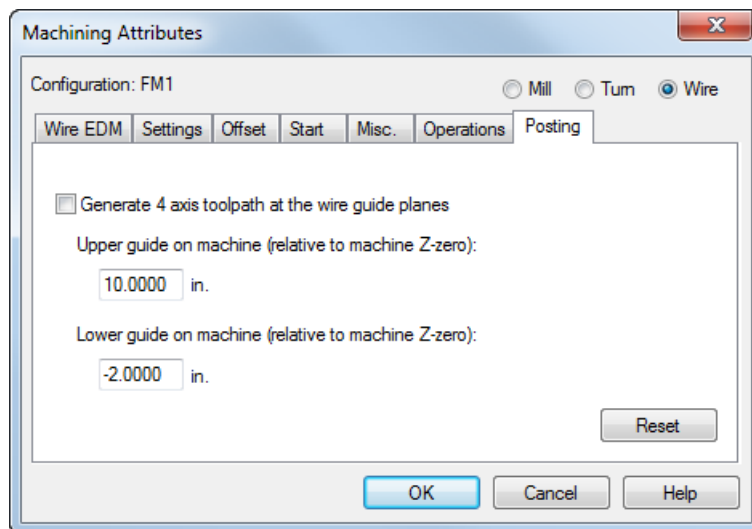 Machining Attributes
Configuration: FM1
Mill Turn Wire
Wire EDM Settings Offset Start Misc. Operations Posting
Generate 4 axis toolpath at the wire guide planes
Upper guide on machine (relative to machine Z-zero):
10.0000 in.
Lower guide on machine (relative to machine Z-zero):
-2.0000 in.
Reset
OK Cancel Help